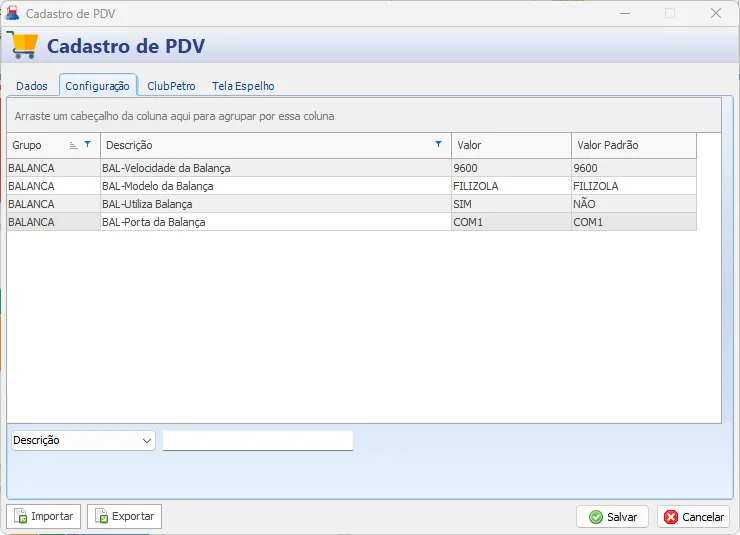 Cadastro de PDV
Cadastro de PDV
Dados Configuração ClubPetro Tela Espelho
Arraste um cabeçalho da coluna aqui para agrupar por essa coluna
Grupo Descrição Valor Valor Padrão
BALANCA BAL-Velocidade da Balança 9600 9600
BALANCA BAL-Modelo da Balança FILIZOLA FILIZOLA
BALANCA BAL-Utiliza Balança SIM NÃO
BALANCA BAL-Porta da Balança COM1 COM1
Descrição
Importar Exportar Salvar Cancelar